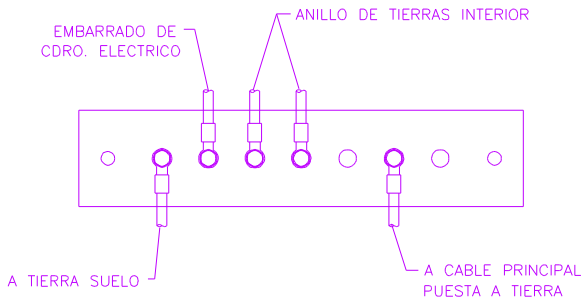 ANILLO DE TIERRAS INTERIOR
EMBARRADO DE
CDRO. ELECTRICO
A TIERRA SUELO
A CABLE PRINCIPAL
PUESTA A TIERRA